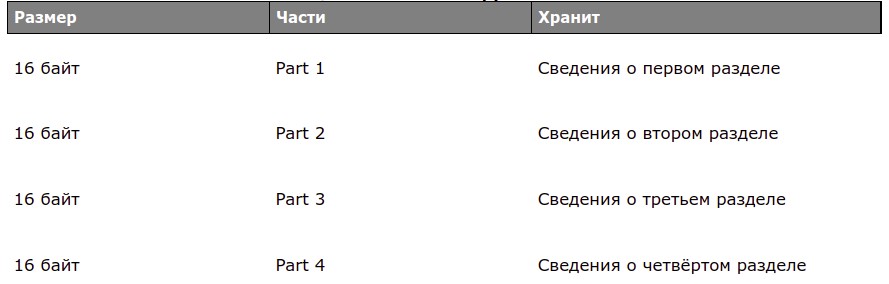 Размер Части Хранит
16 байт Part 1 Сведения о первом разделе
16 байт Part 2 Сведения о втором разделе
16 байт Part 3 Сведения о третьем разделе
16 байт Part 4 Сведения о четвёртом разделе